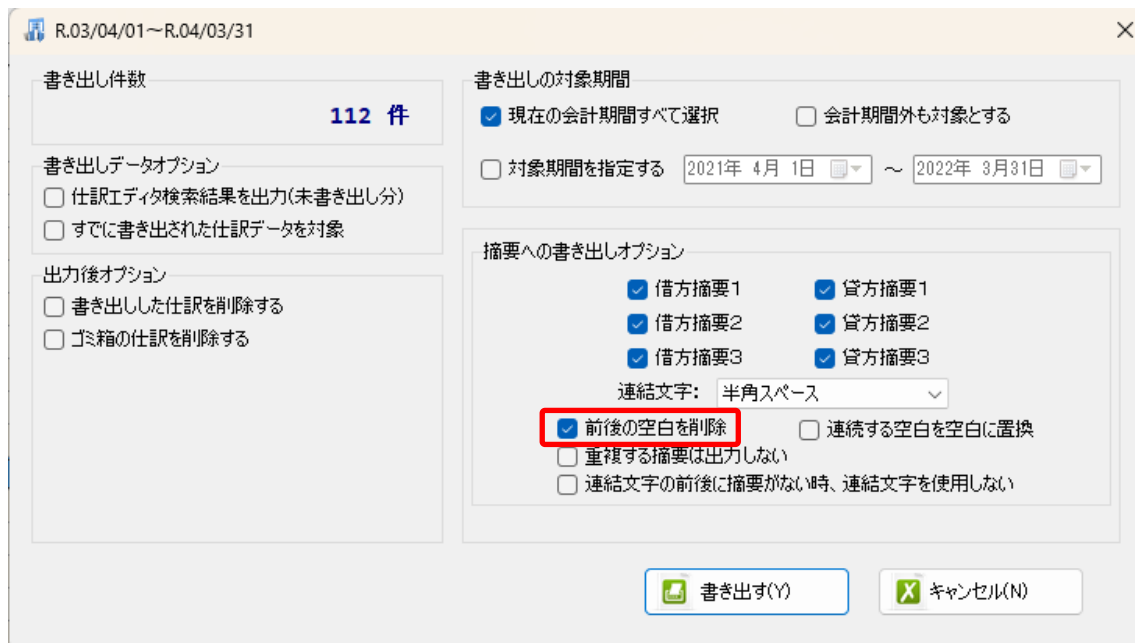 R.03/04/01～R.04/03/31
書き出し件数
112 件
書き出しデータオプション
仕訳エディタ検索結果を出力(未書き出し分)
すでに書き出された仕訳データを対象
出力後オプション
書き出しした仕訳を削除する
ゴミ箱の仕訳を削除する
書き出しの対象期間
現在の会計期間すべて選択 会計期間外も対象とする
対象期間を指定する 2021年 4月 1日 ～ 2022年 3月31日
摘要への書き出しオプション
借方摘要1 貸方摘要1
借方摘要2 貸方摘要2
借方摘要3 貸方摘要3
連結文字: 半角スペース
前後の空白を削除 連続する空白を空白に置換
重複する摘要は出力しない
連結文字の前後に摘要がない時、連結文字を使用しない
書き出す(Y) キャンセル(N)